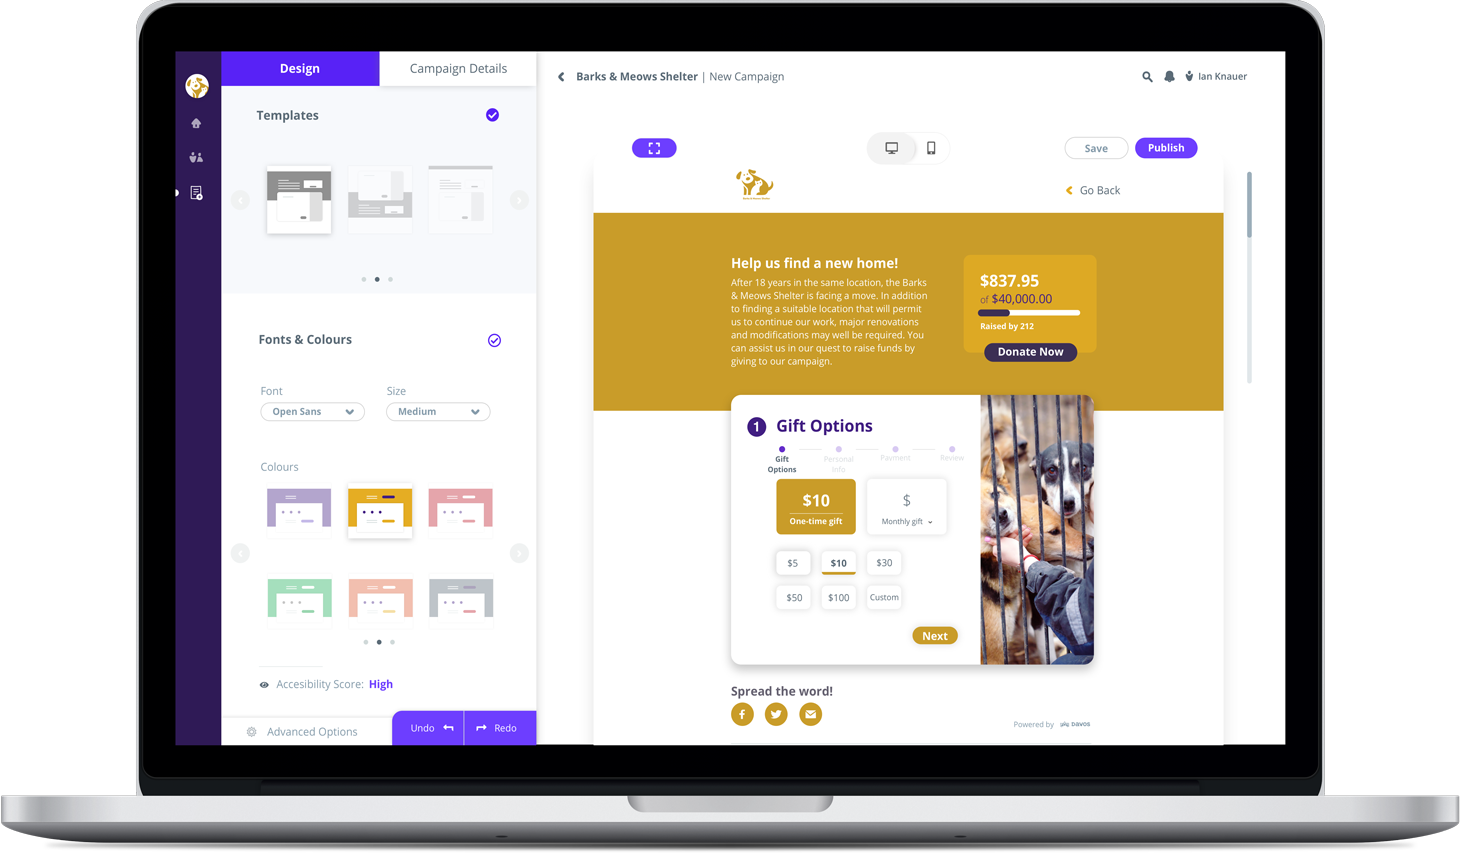 Design
Campaign Details
Barks & Meows Shelter | New Campaign
Ian Knauer
Templates
Save
Publish
Barks & Meows Shelter
Go Back
Help us find a new home!
After 18 years in the same location, the Barks
& Meows Shelter is facing a move. In addition
to finding a suitable location that will permit
us to continue our work, major renovations
and modifications may well be required. You
can assist us in our quest to raise funds by
giving to our campaign.
$837.95
of $40,000.00
Raised by 212
Donate Now
Fonts & Colours
Font
Size
Open Sans
Medium
Colours
1 Gift Options
Gift
Options
Personal
Info
Payment
Review
$10
One-time gift
$
Monthly gift
$5
$10
$30
$50
$100
Custom
Next
Accesibility Score: High
Advanced Options
Undo
Redo
Spread the word!
Powered by DAVOS